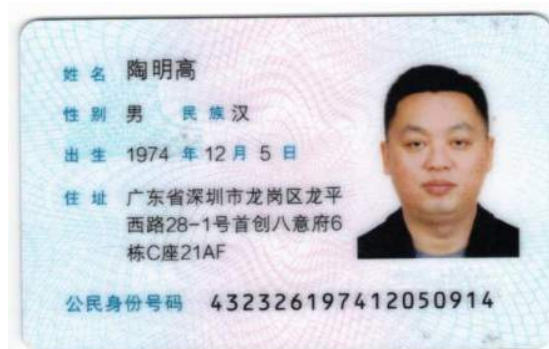 姓名 陶明高
性别 男 民族 汉
出生 1974 年 12 月 5 日
住址 广东省深圳市龙岗区龙平
西路28-1号首创八意府6
栋C座21AF
公民身份号码 432326197412050914